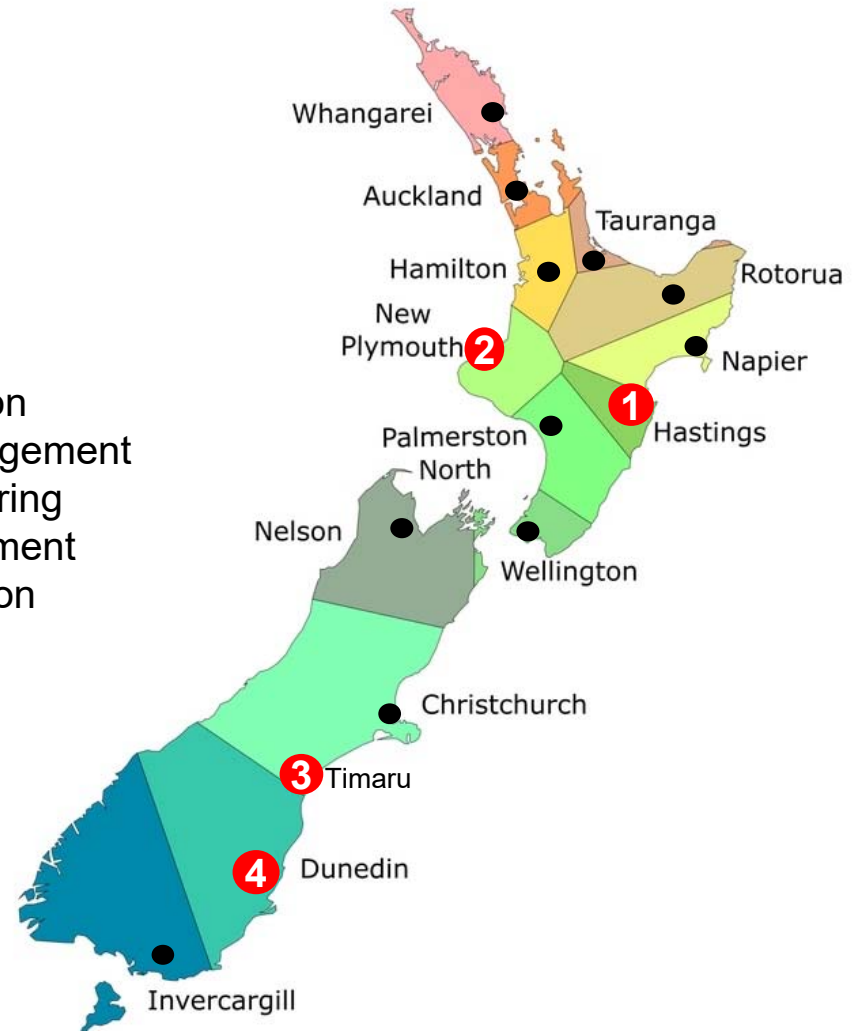 Whangarei
Auckland
Tauranga
Hamilton
Rotorua
New
Plymouth
2
Napier
on
1
gement
Hastings
Palmerston
North
ring
Nelson
ment
Wellington
on
Christchurch
3
Timaru
4
Dunedin
Invercargill